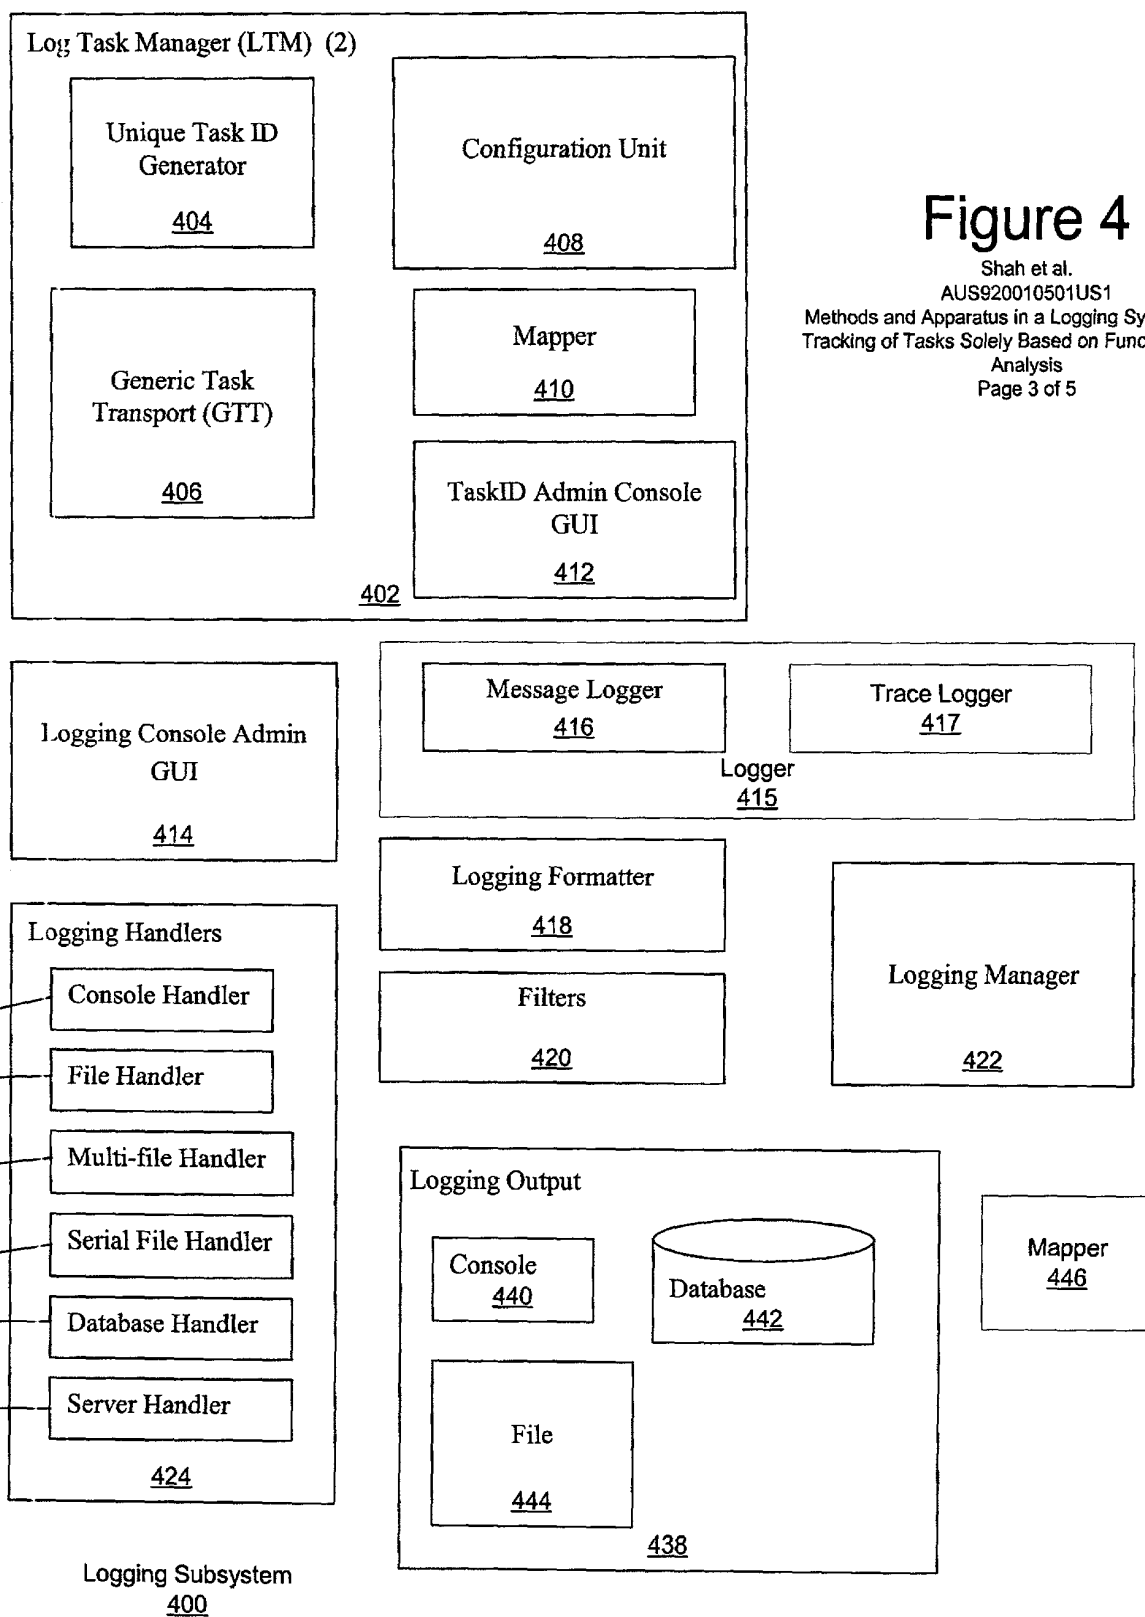 Log Task Manager (LTM) (2)
Unique Task ID
Generator
404
Configuration Unit
408
Generic Task
Transport (GTT)
406
Mapper
410
TaskID Admin Console
GUI
412
402
Figure 4
Shah et al.
AUS920010501US1
Methods and Apparatus in a Logging Sy
Tracking of Tasks Solely Based on Func
Analysis
Page 3 of 5
Logging Console Admin
GUI
414
Message Logger
416
Trace Logger
417
Logger
415
Logging Formatter
418
Filters
420
Logging Manager
422
Logging Handlers
Console Handler
File Handler
Multi-file Handler
Serial File Handler
Database Handler
Server Handler
424
Logging Output
Console
440
Database
442
File
444
438
Mapper
446
Logging Subsystem
400